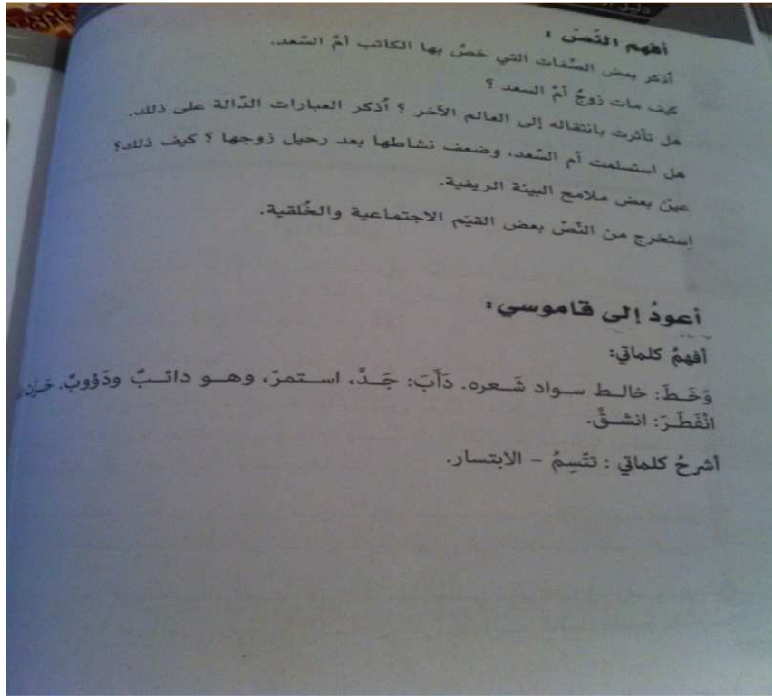 أفهم النّصّ :
أذكر بعض الصّفات التي خصّ بها الكاتب أمّ السّعد.
كيف مات زوجُ أمّ السعد ؟
هل تأثرت بانتقاله إلى العالم الآخر ؟ أذكر العبارات الدّالة على ذلك.
هل استسلمت أم السّعد، وضعف نشاطها بعد رحيل زوجها ؟ كيف ذلك؟
عيّن بعض ملامح البيئة الريفية.
إستخرج من النّصّ بعض القيّم الاجتماعية والخُلقية.
أعودُ إلى قاموسي:
أفهمُ كلماتي:
وَخَطَ: خالط سواد شَعره. دَأَبَ: جَدَّ، استمرّ، وهو دائبٌ ودَؤوبٌ.
انْفَطَرَ: انشقَّ.
أشرحُ كلماتي : تتّسِمُ – الابتسار.